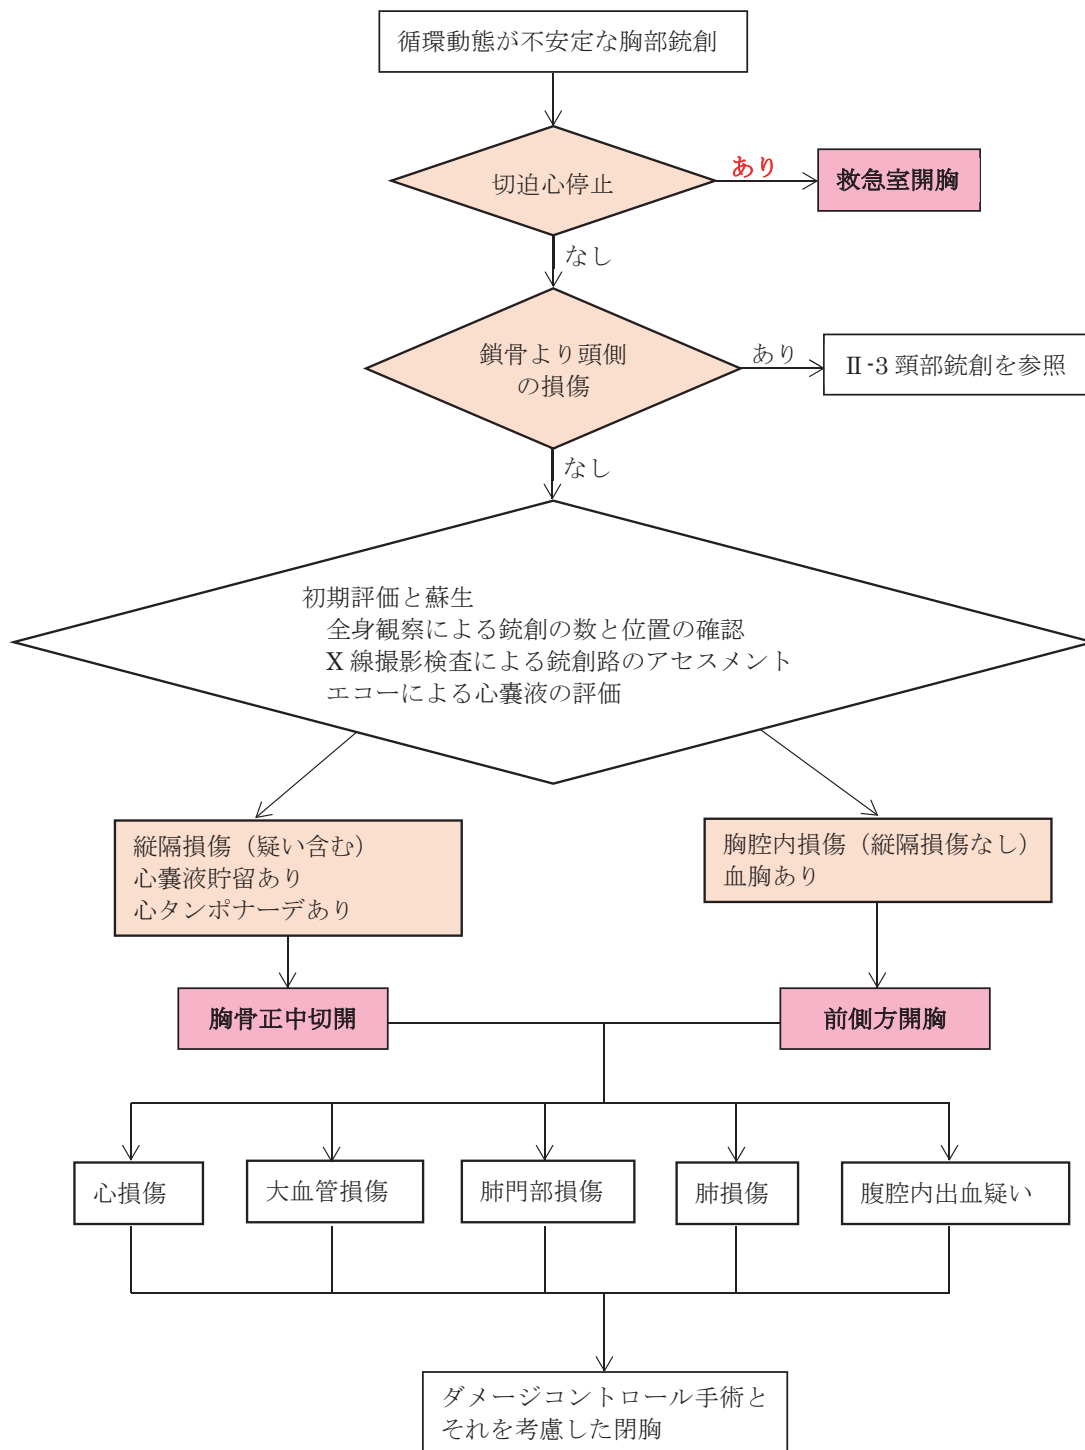 循環動態が不安定な胸部銃創
切迫心停止
あり
救急室開胸
なし
鎖骨より頭側
の損傷
あり
Ⅱ-3 頸部銃創を参照
なし
初期評価と蘇生
全身観察による銃創の数と位置の確認
X 線撮影検査による銃創路のアセスメント
エコーによる心囊液の評価
縦隔損傷（疑い含む）
心囊液貯留あり
心タンポナーデあり
胸腔内損傷（縦隔損傷なし）
血胸あり
胸骨正中切開
前側方開胸
心損傷
大血管損傷
肺門部損傷
肺損傷
腹腔内出血疑い
ダメージコントロール手術と
それを考慮した閉胸